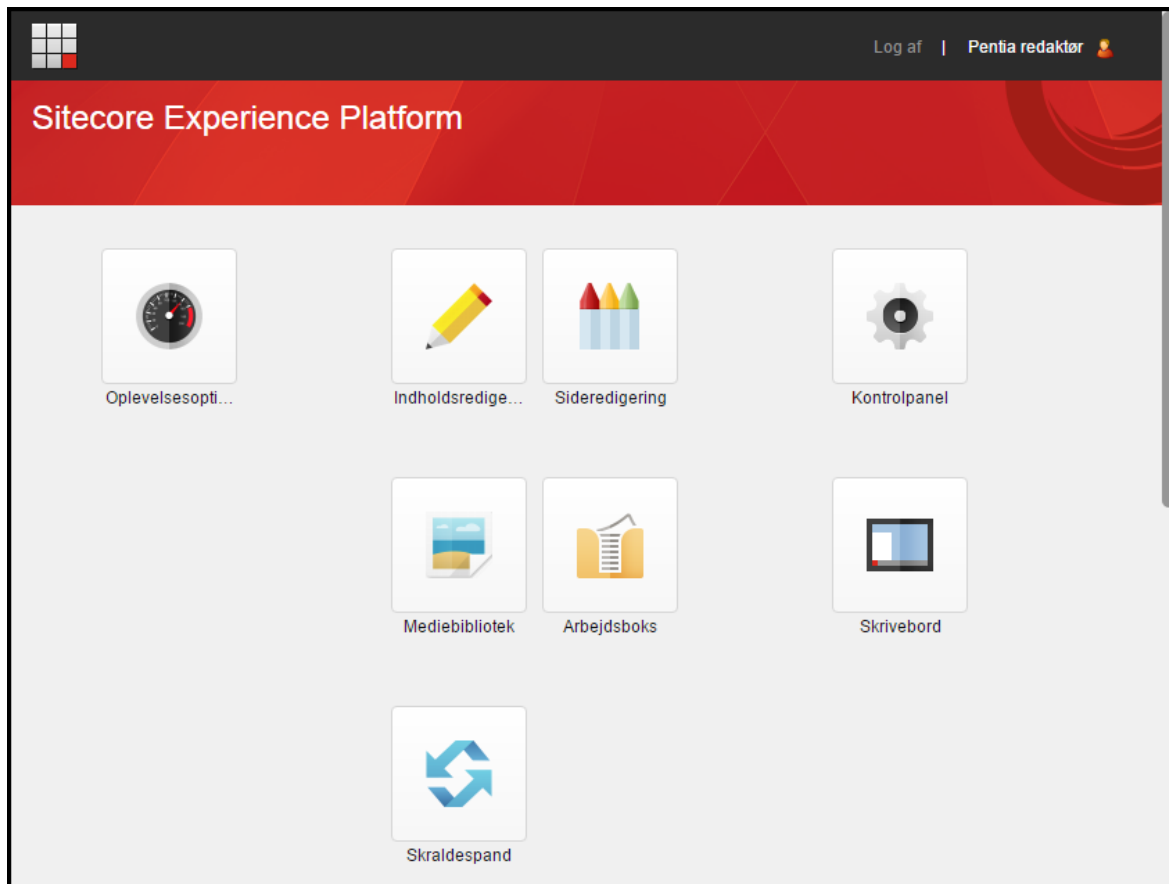 Log af | Pentia redaktør
Sitecore Experience Platform
Oplevelsesopti...
Indholdsredige...
Sideredigering
Kontrolpanel
Mediebibliotek
Arbejdsboks
Skrivebord
Skraldespand